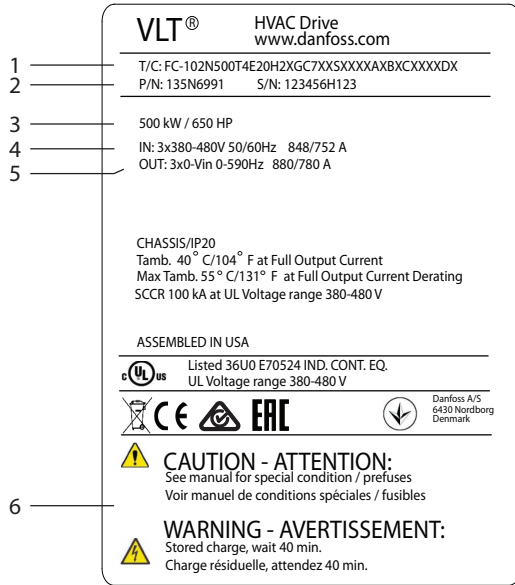 VLT® HVAC Drive
www.danfoss.com
1 T/C: FC-102N500T4E20H2XGC7XXSXXXXAXBXCXXXXDX
2 P/N: 135N6991 S/N: 123456H123
3 500 kW / 650 HP
4 IN: 3x380-480V 50/60Hz 848/752 A
5 OUT: 3x0-Vin 0-590Hz 880/780 A
CHASSIS/IP20
Tamb. 40° C/104° F at Full Output Current
Max Tamb. 55° C/131° F at Full Output Current Derating
SCCR 100 kA at UL Voltage range 380-480 V
ASSEMBLED IN USA
c UL us Listed 36U0 E70524 IND. CONT. EQ.
UL Voltage range 380-480 V
CE EAC
Danfoss A/S
6430 Nordborg
Denmark
CAUTION - ATTENTION:
See manual for special condition / prefuses
Voir manuel de conditions spéciales / fusibles
6
WARNING - AVERTISSEMENT:
Stored charge, wait 40 min.
Charge résiduelle, attendez 40 min.